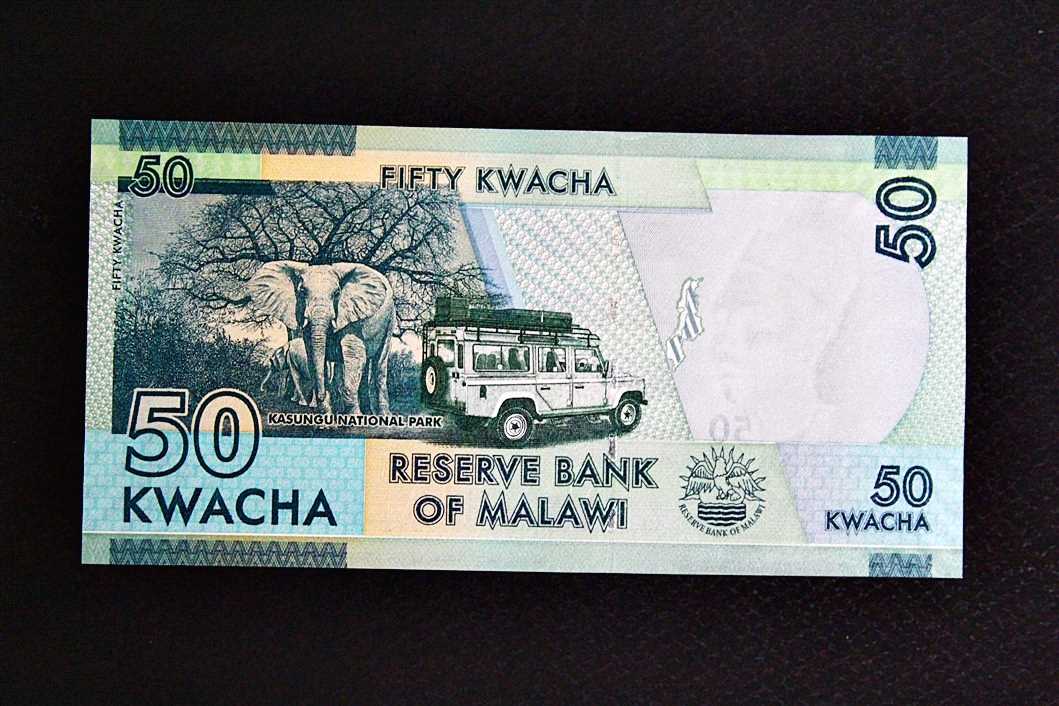 50
FIFTY KWACHA
50
FIFTY KWACHA
KASUNGU NATIONAL PARK
50
KWACHA
RESERVE BANK
OF MALAWI
RESERVE BANK OF MALAWI
50
50
KWACHA